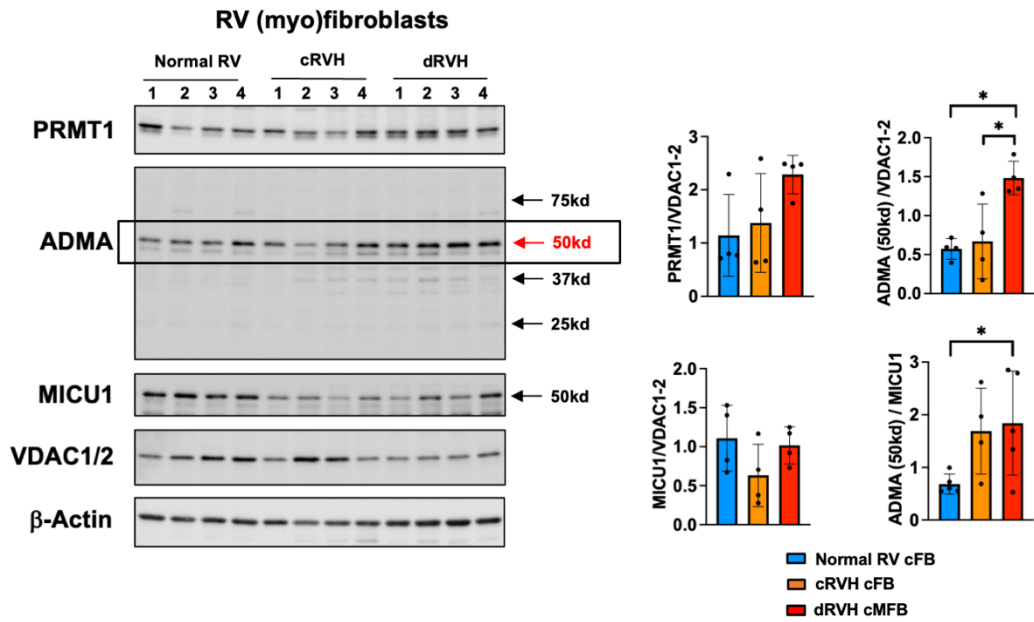 RV (myo)fibroblasts
Normal RV cRVH dRVH
1 2 3 4 1 2 3 4 1 2 3 4
PRMT1
ADMA
75kd
50kd
37kd
25kd
MICU1
50kd
VDAC1/2
β-Actin
PRMT1/VDAC1-2
3
2
1
0
ADMA (50kd) /VDAC1-2
2.0
1.5
1.0
0.5
0.0
*
*
MICU1/VDAC1-2
2.0
1.5
1.0
0.5
0.0
ADMA (50kd) / MICU1
3
2
1
0
*
Normal RV cFB
cRVH cFB
dRVH cMFB